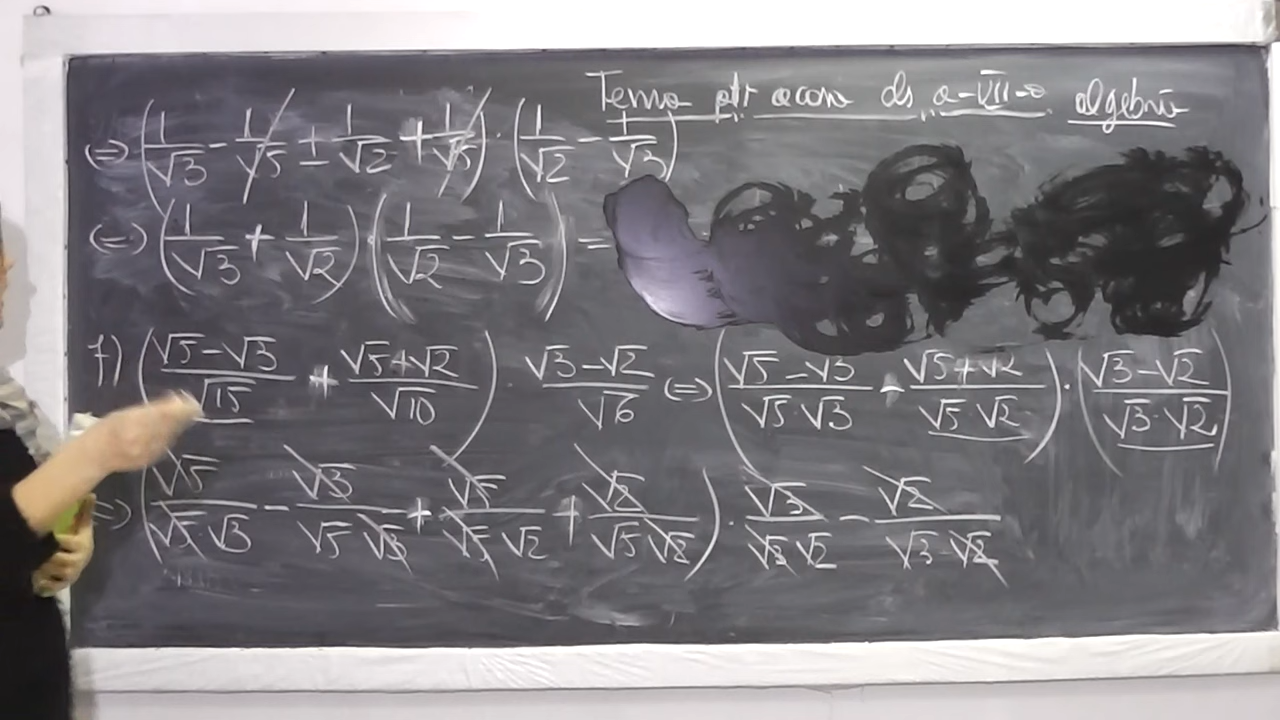 Tema ptr acasa ds a-VII-a algebră
⇔ (1/√3 - 1/√5 + 1/√2 + 1/√5) · (1/√2 - 1/√3)
⇔ (1/√3 + 1/√2) · (1/√2 - 1/√3) =
f) ((√5-√3)/√15 + (√5+√2)/√10) · (√3-√2)/√6 ⇔ ((√5-√3)/(√5·√3) + (√5+√2)/(√5·√2)) · ((√3-√2)/(√3·√2))
⇔ (√5/(√5·√3) - √3/(√5√3) + √5/(√5√2) + √2/(√5√2)) · √3/(√3√2) - √2/(√3·√2)